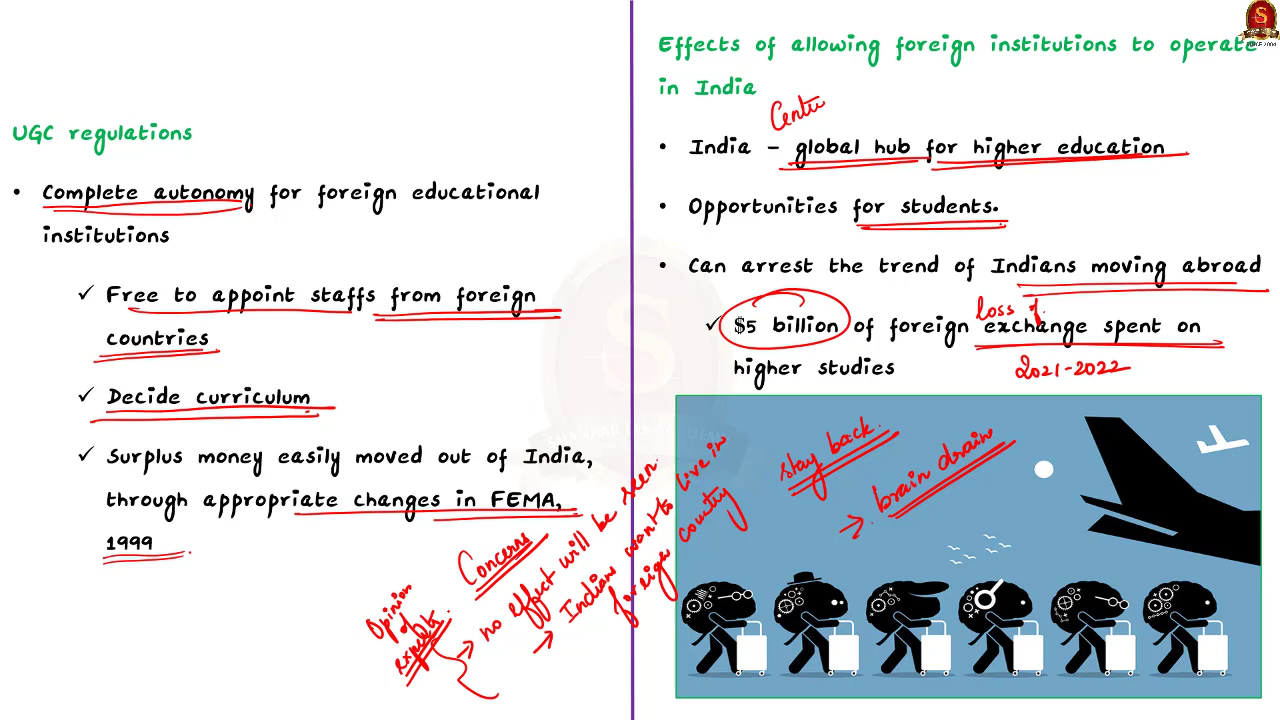 UGC regulations
• Complete autonomy for foreign educational
institutions
✓ Free to appoint staffs from foreign
countries
✓ Decide curriculum
✓ Surplus money easily moved out of India,
through appropriate changes in FEMA,
1999
Concerns
Opinion
of
experts
→ no effect will be seen.
→ Indians want to live in
foreign country
Effects of allowing foreign institutions to operate
in India
Centre
• India – global hub for higher education
• Opportunities for students.
• Can arrest the trend of Indians moving abroad
loss of
✓ $5 billion of foreign exchange spent on
higher studies
2021-2022
stay back.
→ brain drain